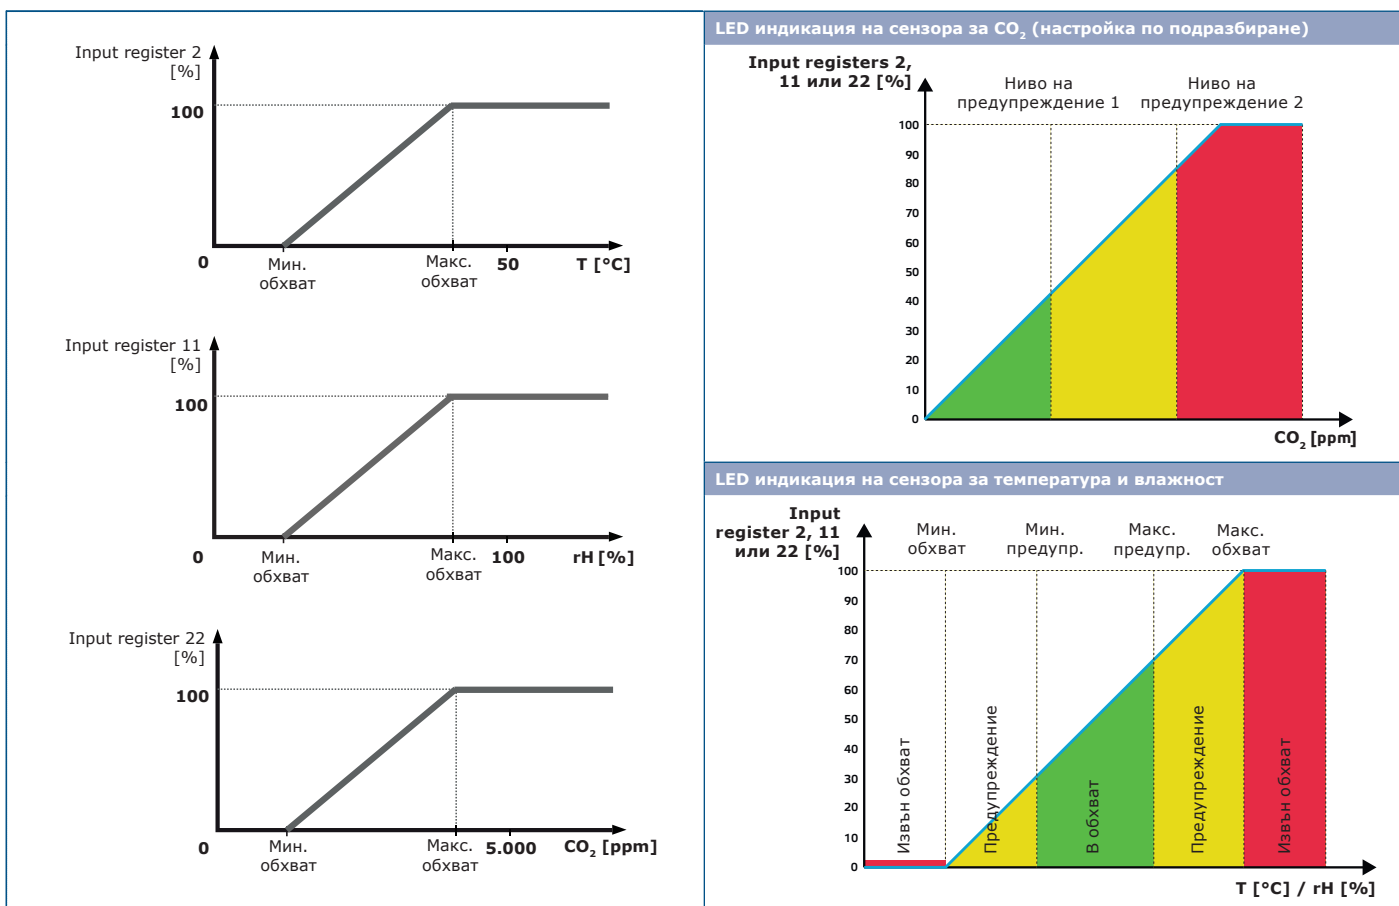 Input register 2
[%]
100
0
Мин.
обхват
Макс.
обхват
50
T [°C]
Input register 11
[%]
100
0
Мин.
обхват
Макс.
обхват
100
rH [%]
Input register 22
[%]
100
0
Мин.
обхват
Макс.
обхват
5.000
CO₂ [ppm]
LED индикация на сензора за CO₂ (настройка по подразбиране)
Input registers 2,
11 или 22 [%]
Ниво на
предупреждение 1
Ниво на
предупреждение 2
100
90
80
70
60
50
40
30
20
10
0
CO₂ [ppm]
LED индикация на сензора за температура и влажност
Input
register 2, 11
или 22 [%]
Мин.
обхват
Мин.
предупр.
Макс.
предупр.
Макс.
обхват
100
90
80
70
60
50
40
30
20
10
0
Извън обхват
Предупреждение
В обхват
Предупреждение
Извън обхват
T [°C] / rH [%]